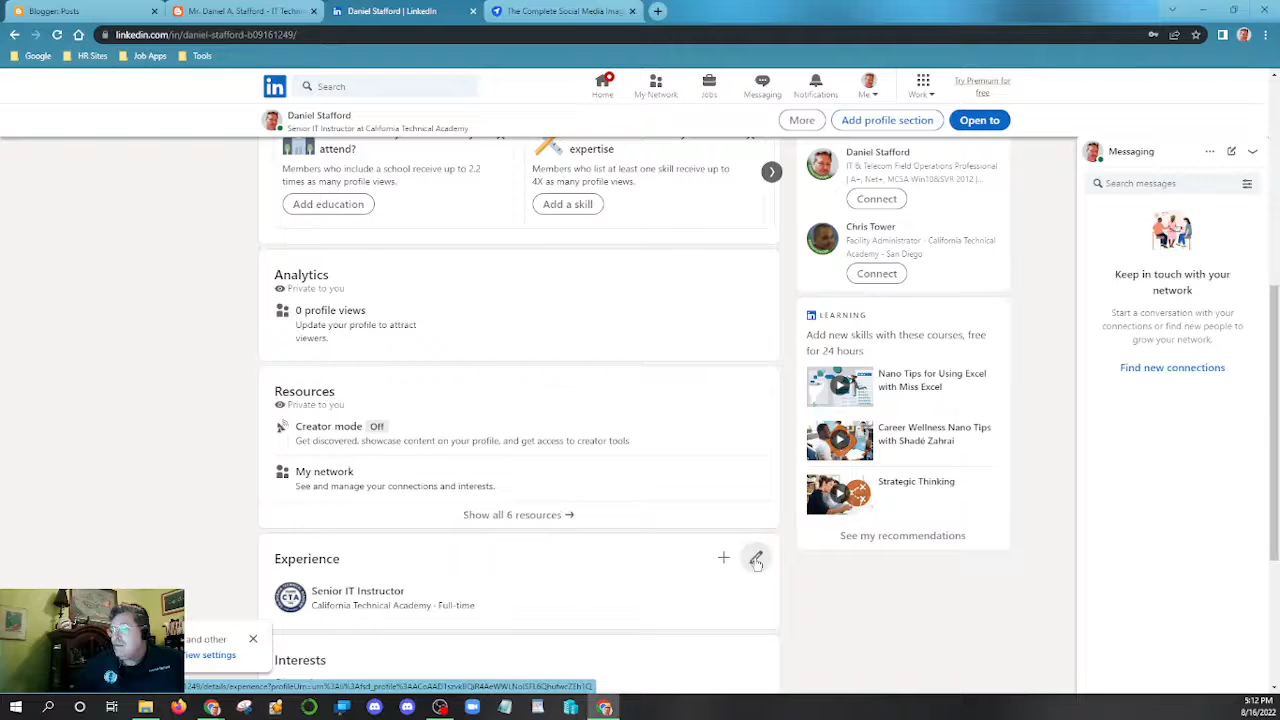 Blogger: Posts
Mr. Daniel A. Stafford - IT Techni
Daniel Stafford | LinkedIn
The Complete Social Media Imag
linkedin.com/in/daniel-stafford-b09161249/
Google
HR Sites
Job Apps
Tools
in
Search
Home
My Network
Jobs
Messaging
Notifications
Me
Work
Try Premium for
free
Daniel Stafford
Senior IT Instructor at California Technical Academy
More
Add profile section
Open to
attend?
Members who include a school receive up to 2.2
times as many profile views.
Add education
expertise
Members who list at least one skill receive up to
4X as many profile views.
Add a skill
Analytics
Private to you
0 profile views
Update your profile to attract
viewers.
Resources
Private to you
Creator mode Off
Get discovered, showcase content on your profile, and get access to creator tools
My network
See and manage your connections and interests.
Show all 6 resources →
Experience
Senior IT Instructor
California Technical Academy · Full-time
CTA
Interests
and other
view settings
Daniel Stafford
IT & Telecom Field Operations Professional
| A+, Net+, MCSA Win10&SVR 2012 |...
Connect
Chris Tower
Facility Administrator - California Technical
Academy - San Diego
Connect
in LEARNING
Add new skills with these courses, free
for 24 hours
Nano Tips for Using Excel
with Miss Excel
Career Wellness Nano Tips
with Shadé Zahrai
Strategic Thinking
See my recommendations
Messaging
Search messages
Keep in touch with your
network
Start a conversation with your
connections or find new people to
grow your network.
Find new connections
5:12 PM
8/16/2022